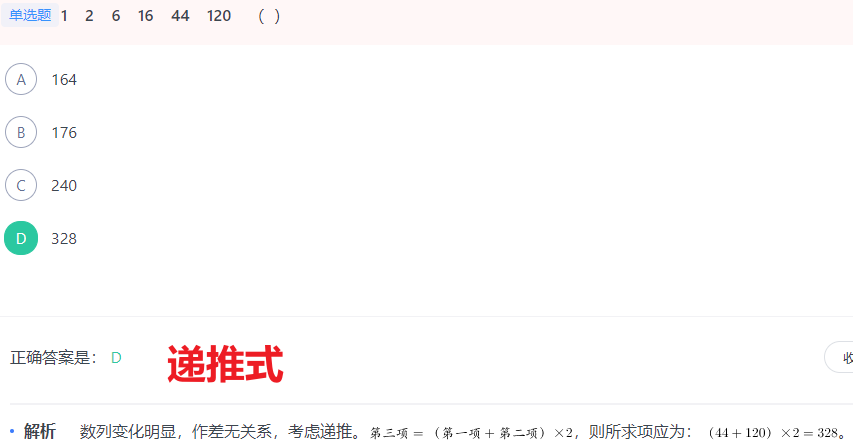 单选题 1 2 6 16 44 120 （ ）
A 164
B 176
C 240
D 328
正确答案是： D 递推式 收
• 解析 数列变化明显，作差无关系，考虑递推。第三项 =（第一项 + 第二项）×2，则所求项应为：（44 + 120）×2 = 328。